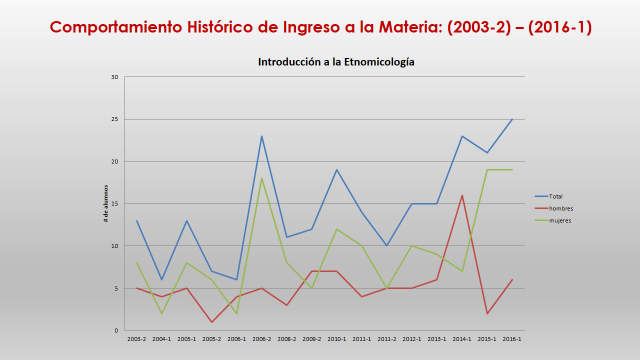 Comportamiento Histórico de Ingreso a la Materia: (2003-2) – (2016-1)
Introducción a la Etnomicología
30
25
20
15
10
5
0
# de alumnos
2003-2 2004-1 2005-1 2005-2 2006-1 2006-2 2008-2 2009-2 2010-1 2011-1 2011-2 2012-2 2013-2 2014-1 2015-1 2016-1
Total
hombres
mujeres